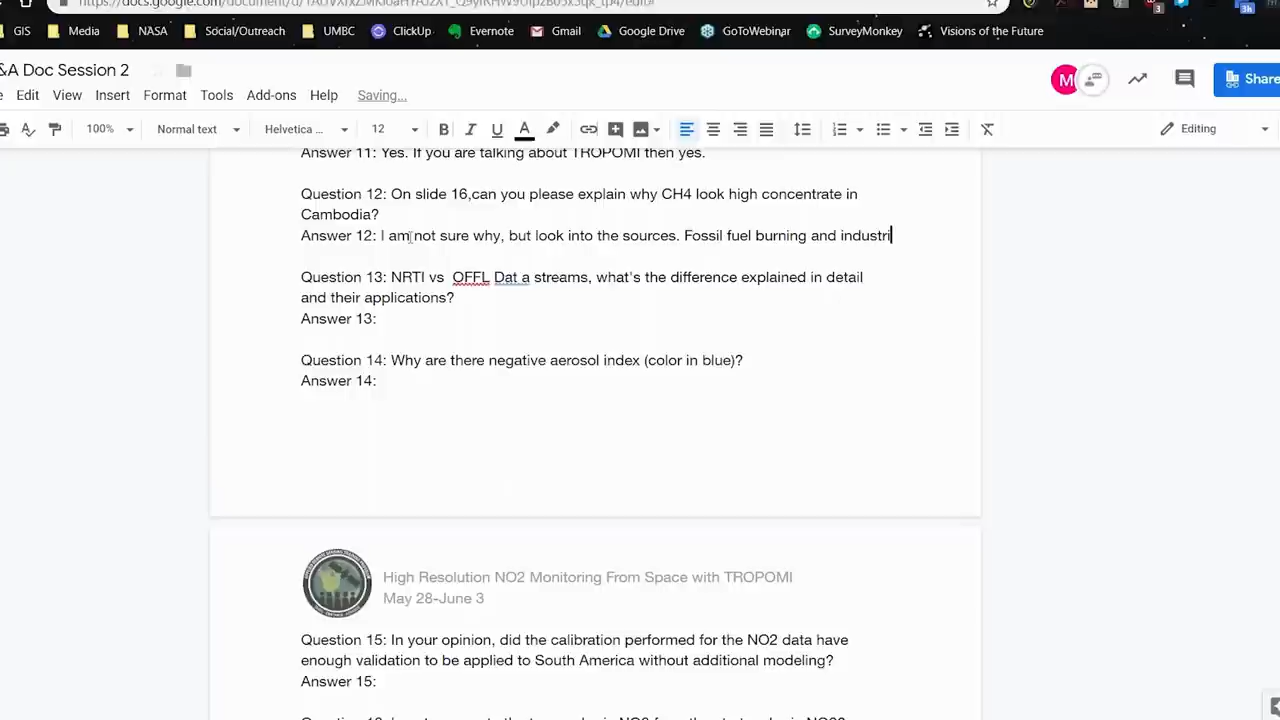 https://docs.google.com/document/d/
GIS Media NASA Social/Outreach UMBC ClickUp Evernote Gmail Google Drive GoToWebinar SurveyMonkey Visions of the Future
&A Doc Session 2
M
Share
Edit View Insert Format Tools Add-ons Help Saving...
100% Normal text Helvetica ... 12 B I U A Editing
Answer 11: Yes. If you are talking about TROPOMI then yes.
Question 12: On slide 16,can you please explain why CH4 look high concentrate in
Cambodia?
Answer 12: I am not sure why, but look into the sources. Fossil fuel burning and industri
Question 13: NRTI vs OFFL Dat a streams, what's the difference explained in detail
and their applications?
Answer 13:
Question 14: Why are there negative aerosol index (color in blue)?
Answer 14:
High Resolution NO2 Monitoring From Space with TROPOMI
May 28-June 3
Question 15: In your opinion, did the calibration performed for the NO2 data have
enough validation to be applied to South America without additional modeling?
Answer 15: